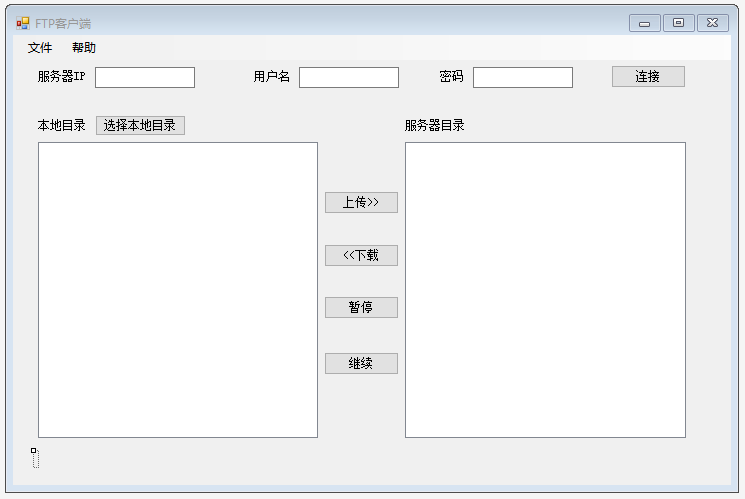 FTP客户端
文件 帮助
服务器IP 用户名 密码 连接
本地目录 选择本地目录 服务器目录
上传>>
<<下载
暂停
继续